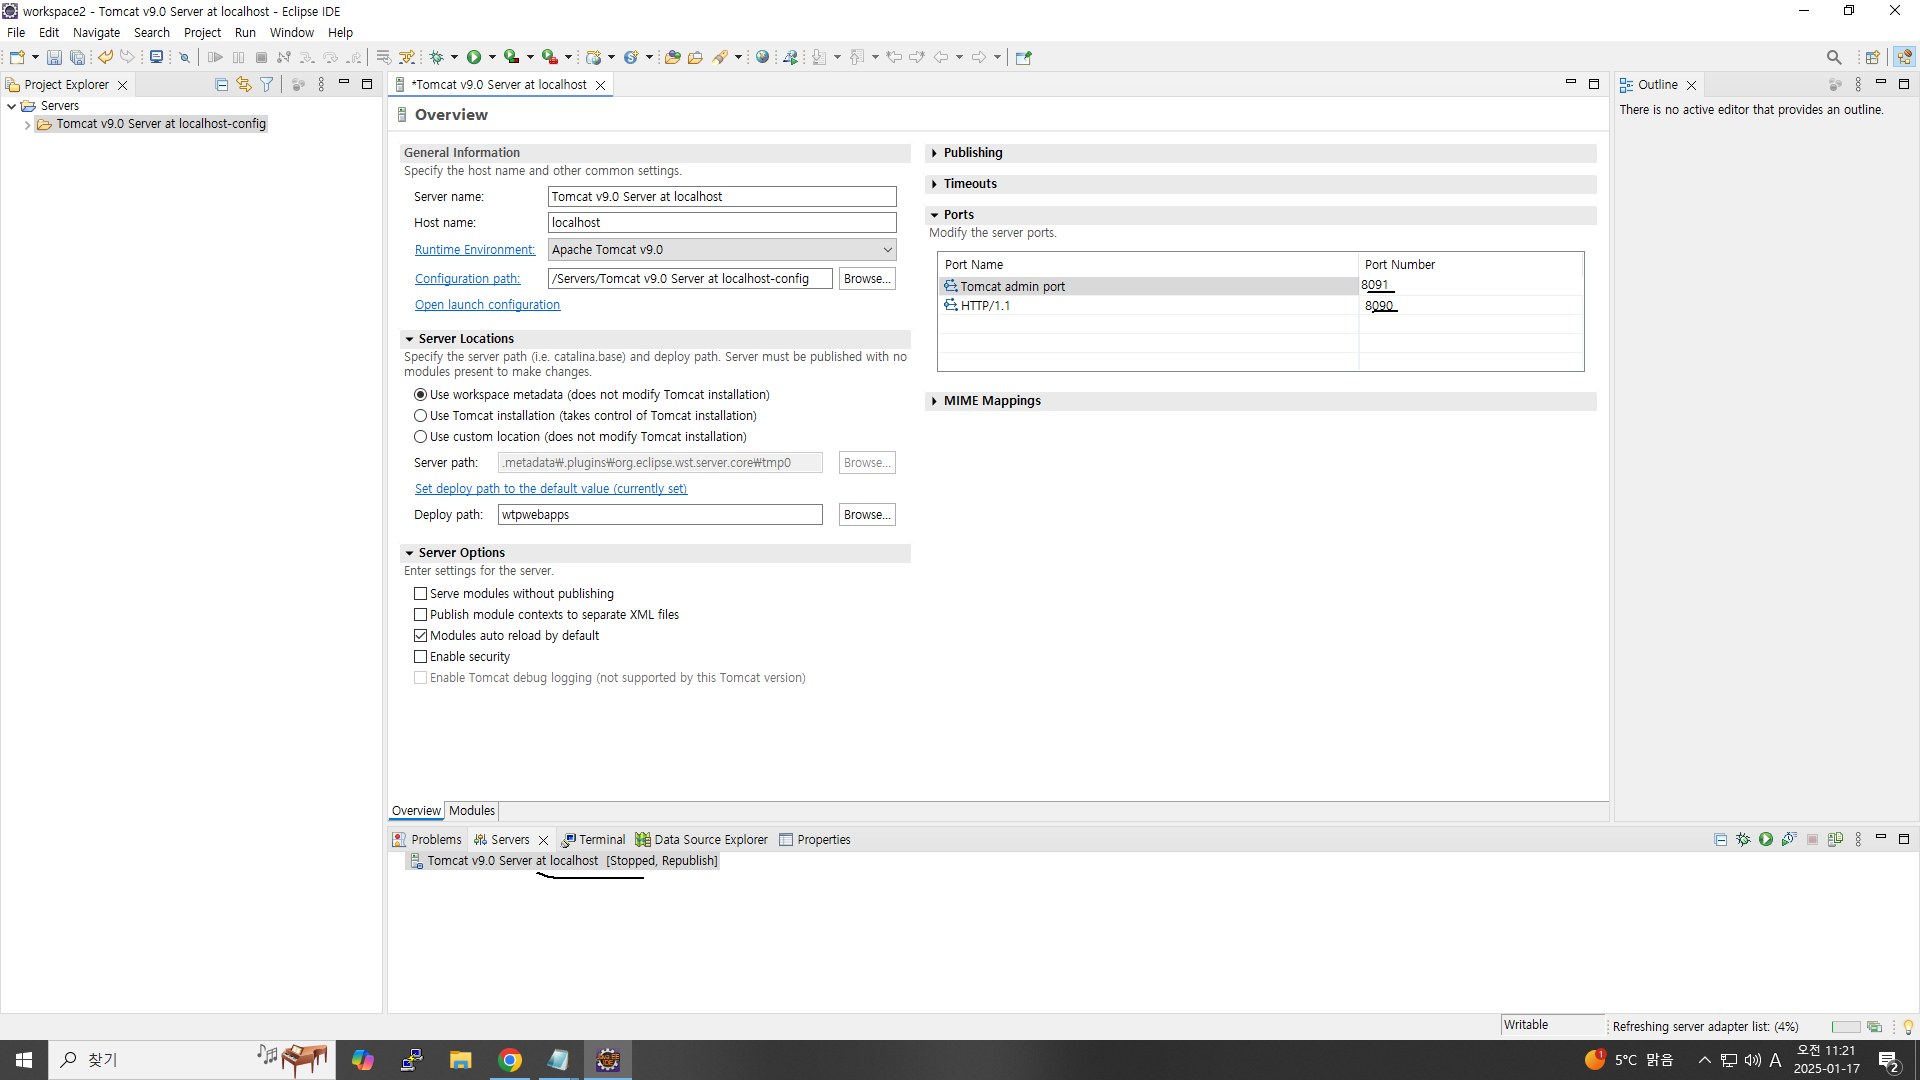 workspace2 - Tomcat v9.0 Server at localhost - Eclipse IDE
File Edit Navigate Search Project Run Window Help
Project Explorer
Servers
Tomcat v9.0 Server at localhost-config
*Tomcat v9.0 Server at localhost
Overview
General Information
Specify the host name and other common settings.
Server name: Tomcat v9.0 Server at localhost
Host name: localhost
Runtime Environment: Apache Tomcat v9.0
Configuration path: /Servers/Tomcat v9.0 Server at localhost-config Browse...
Open launch configuration
Server Locations
Specify the server path (i.e. catalina.base) and deploy path. Server must be published with no
modules present to make changes.
Use workspace metadata (does not modify Tomcat installation)
Use Tomcat installation (takes control of Tomcat installation)
Use custom location (does not modify Tomcat installation)
Server path: .metadata₩.plugins₩org.eclipse.wst.server.core₩tmp0 Browse...
Set deploy path to the default value (currently set)
Deploy path: wtpwebapps Browse...
Server Options
Enter settings for the server.
Serve modules without publishing
Publish module contexts to separate XML files
Modules auto reload by default
Enable security
Enable Tomcat debug logging (not supported by this Tomcat version)
Publishing
Timeouts
Ports
Modify the server ports.
Port Name Port Number
Tomcat admin port 8091
HTTP/1.1 8090
MIME Mappings
Overview Modules
Outline
There is no active editor that provides an outline.
Problems Servers Terminal Data Source Explorer Properties
Tomcat v9.0 Server at localhost [Stopped, Republish]
Writable
Refreshing server adapter list: (4%)
찾기
1
5°C 맑음
A
오전 11:21
2025-01-17
2